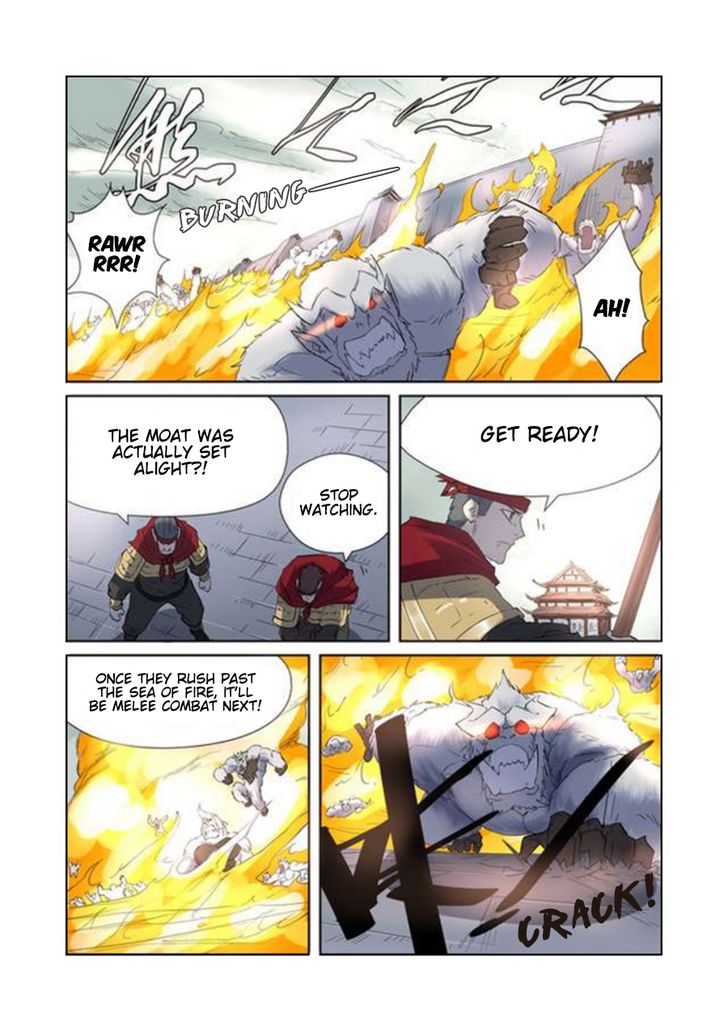 RAWR
RRR!
BURNING
AH!
THE MOAT WAS
ACTUALLY SET
ALIGHT?!
STOP
WATCHING.
GET READY!
ONCE THEY RUSH PAST
THE SEA OF FIRE, IT'LL
BE MELEE COMBAT NEXT!
CRACK!